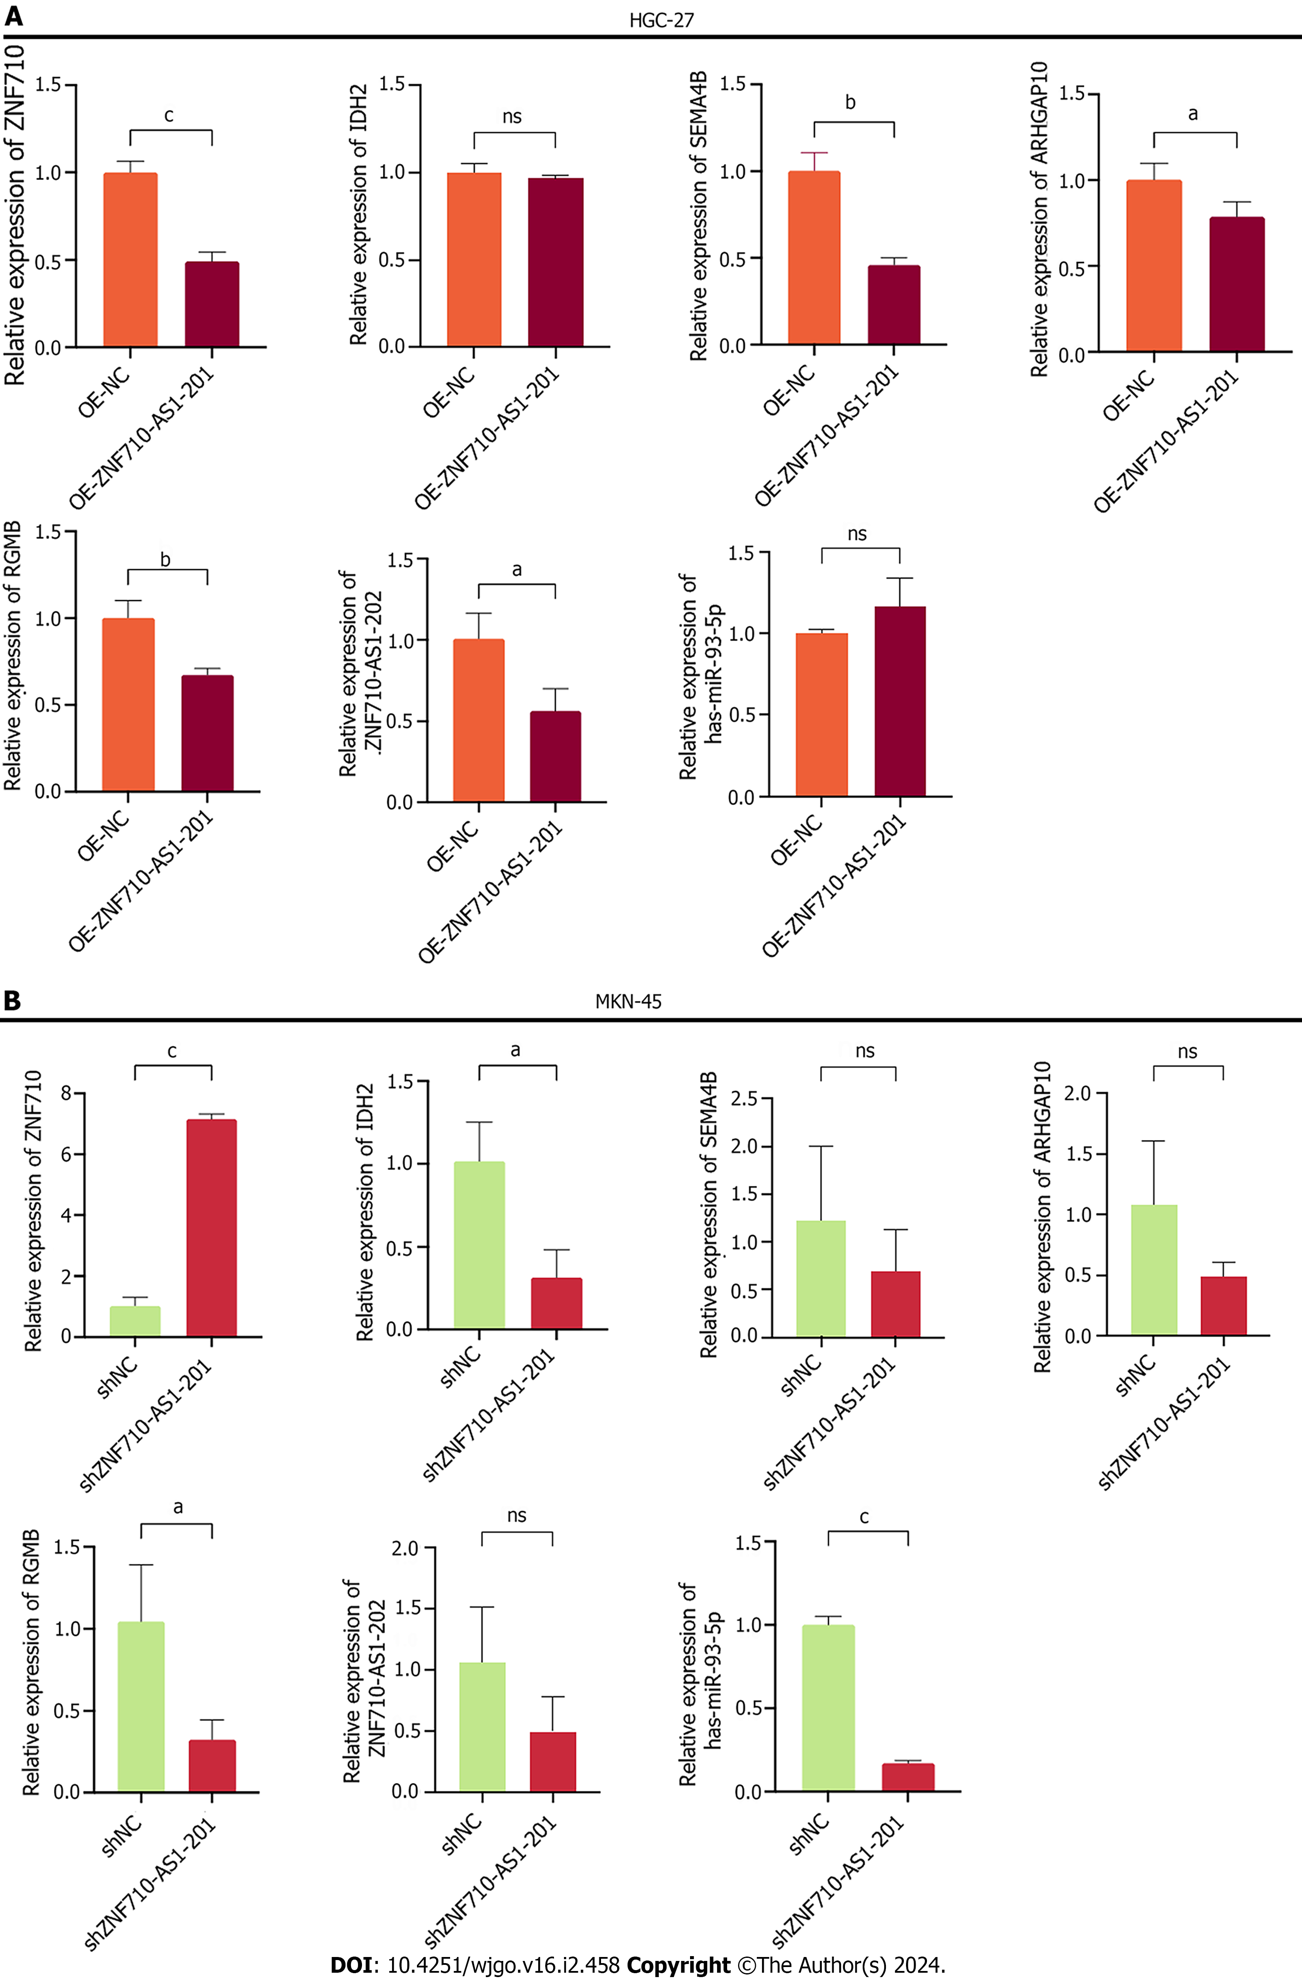 A
HGC-27
Relative expression of ZNF710
1.5
1.0
0.5
0.0
c
OE-NC
OE-ZNF710-AS1-201
Relative expression of IDH2
1.5
1.0
0.5
0.0
ns
OE-NC
OE-ZNF710-AS1-201
Relative expression of SEMA4B
1.5
1.0
0.5
0.0
b
OE-NC
OE-ZNF710-AS1-201
Relative expression of ARHGAP10
1.5
1.0
0.5
0.0
a
OE-NC
OE-ZNF710-AS1-201
Relative expression of RGMB
1.5
1.0
0.5
0.0
b
OE-NC
OE-ZNF710-AS1-201
Relative expression of
.ZNF710-AS1-202
1.5
1.0
0.5
0.0
a
OE-NC
OE-ZNF710-AS1-201
Relative expression of
has-miR-93-5p
1.5
1.0
0.5
0.0
ns
OE-NC
OE-ZNF710-AS1-201
B
MKN-45
Relative expression of ZNF710
8
6
4
2
0
c
shNC
shZNF710-AS1-201
Relative expression of IDH2
1.5
1.0
0.5
0.0
a
shNC
shZNF710-AS1-201
Relative expression of SEMA4B
2.5
2.0
1.5
1.0
0.5
0.0
ns
shNC
shZNF710-AS1-201
Relative expression of ARHGAP10
2.0
1.5
1.0
0.5
0.0
ns
shNC
shZNF710-AS1-201
Relative expression of RGMB
1.5
1.0
0.5
0.0
a
shNC
shZNF710-AS1-201
Relative expression of
ZNF710-AS1-202
2.0
1.5
1.0
0.5
0.0
ns
shNC
shZNF710-AS1-201
Relative expression of
has-miR-93-5p
1.5
1.0
0.5
0.0
c
shNC
shZNF710-AS1-201
DOI: 10.4251/wjgo.v16.i2.458 Copyright ©The Author(s) 2024.